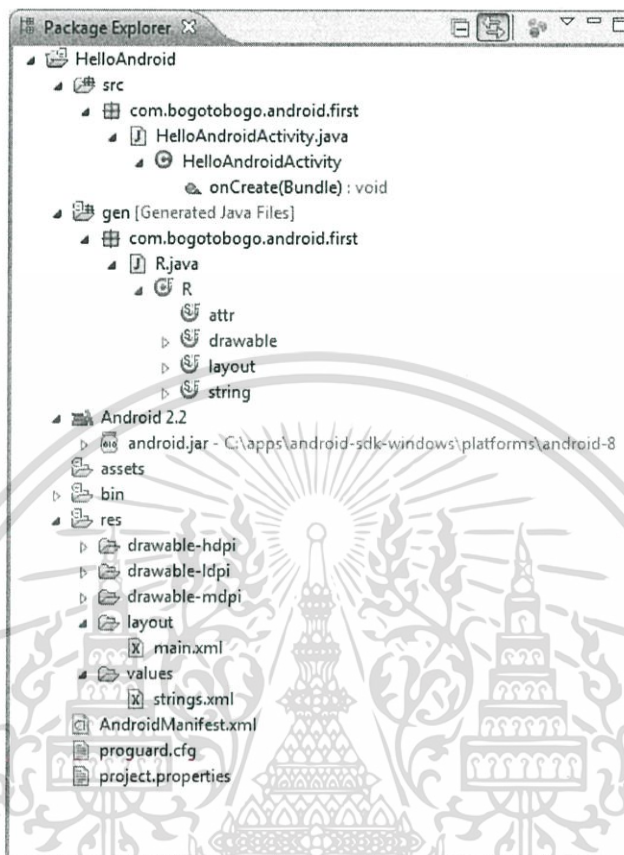 Package Explorer
HelloAndroid
src
com.bogotobogo.android.first
HelloAndroidActivity.java
HelloAndroidActivity
onCreate(Bundle) : void
gen [Generated Java Files]
com.bogotobogo.android.first
R.java
R
attr
drawable
layout
string
Android 2.2
android.jar - C:\apps\android-sdk-windows\platforms\android-8
assets
bin
res
drawable-hdpi
drawable-ldpi
drawable-mdpi
layout
main.xml
values
strings.xml
AndroidManifest.xml
proguard.cfg
project.properties